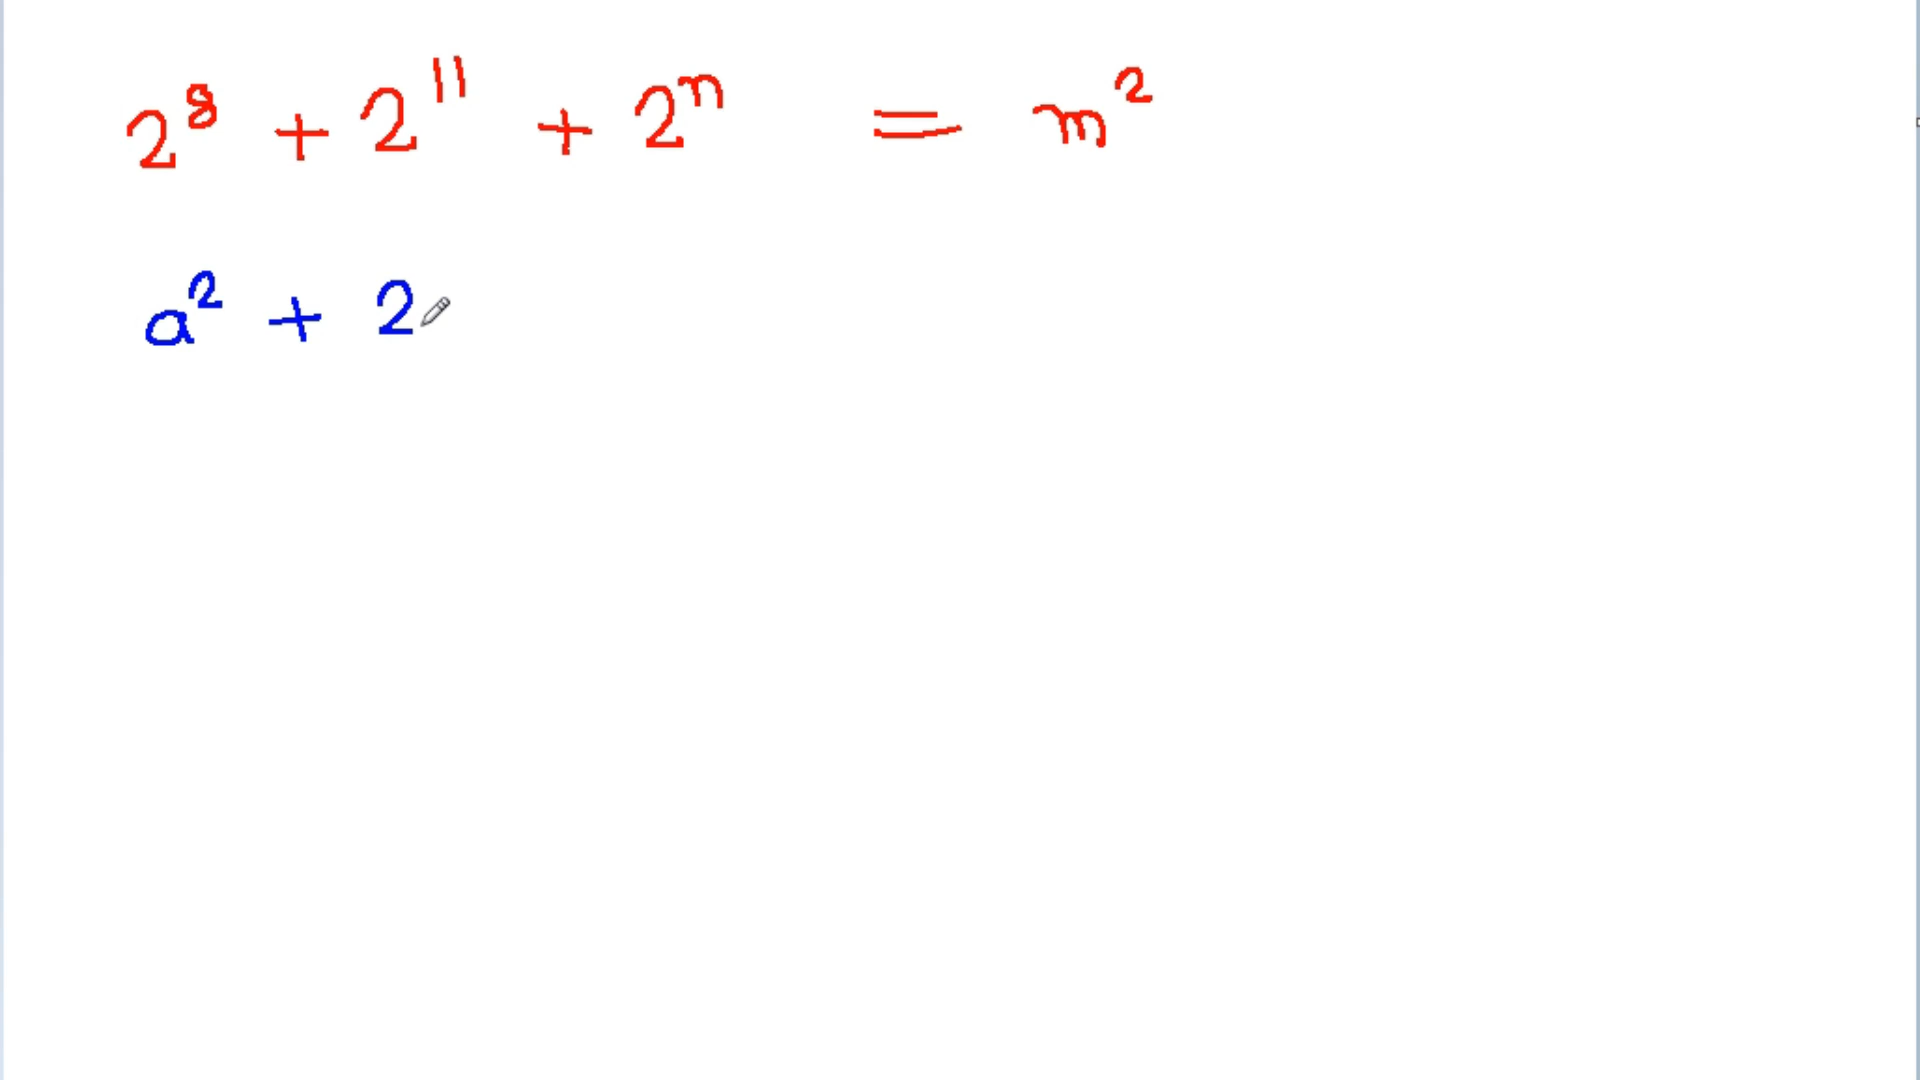 2^8 + 2^11 + 2^n = m^2
a^2 + 2